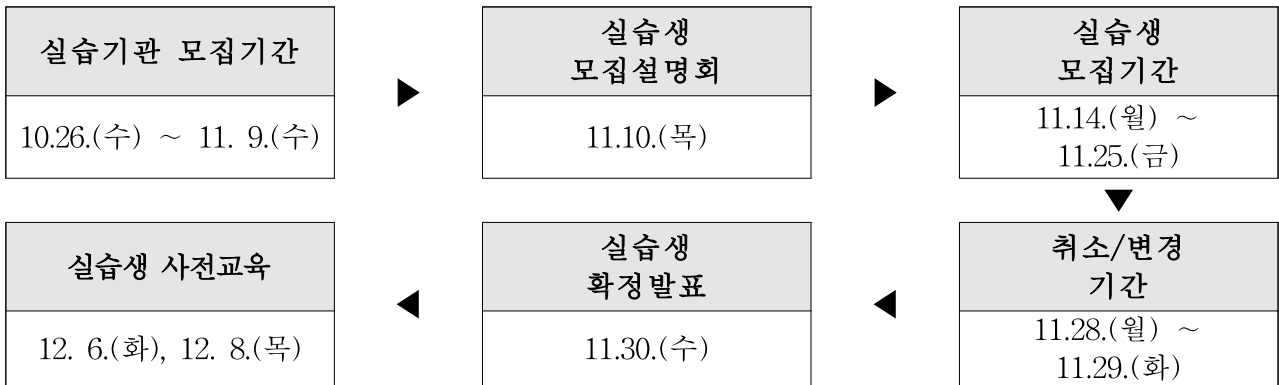 실습기관 모집기간
10.26.(수) ~ 11. 9.(수)
실습생
모집설명회
11.10.(목)
실습생
모집기간
11.14.(월) ~
11.25.(금)
취소/변경
기간
11.28.(월) ~
11.29.(화)
실습생
확정발표
11.30.(수)
실습생 사전교육
12. 6.(화), 12. 8.(목)